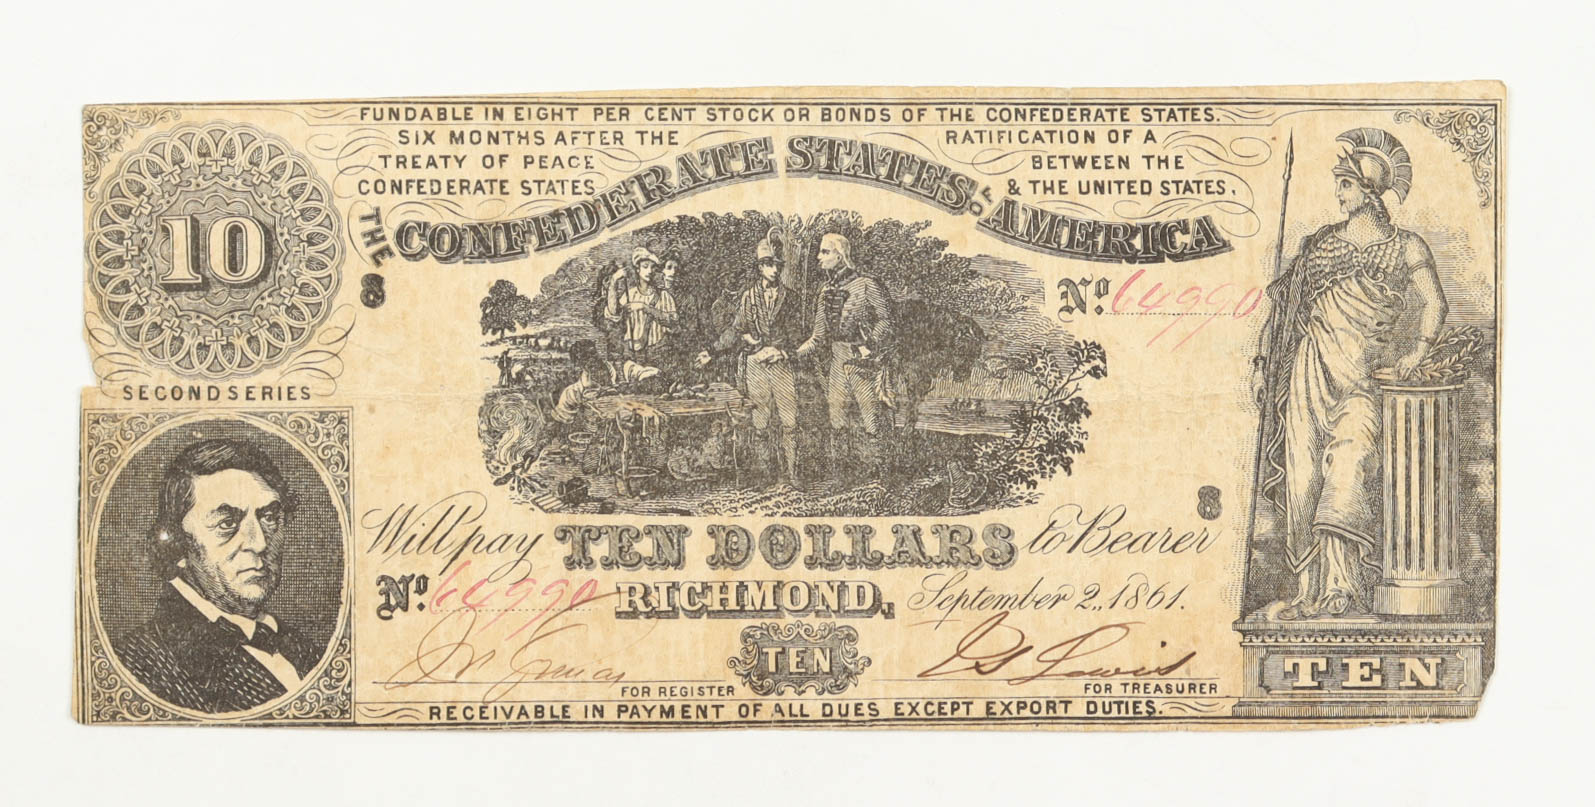 FUNDABLE IN EIGHT PER CENT STOCK OR BONDS OF THE CONFEDERATE STATES.
SIX MONTHS AFTER THE RATIFICATION OF A
TREATY OF PEACE BETWEEN THE
CONFEDERATE STATES & THE UNITED STATES,
THE CONFEDERATE STATES OF AMERICA
10
8
No. 64990
SECOND SERIES
8
Will pay TEN DOLLARS to Bearer
No. 64990 RICHMOND, September 2., 1861.
TEN
Lewis
FOR REGISTER
FOR TREASURER
TEN
RECEIVABLE IN PAYMENT OF ALL DUES EXCEPT EXPORT DUTIES.